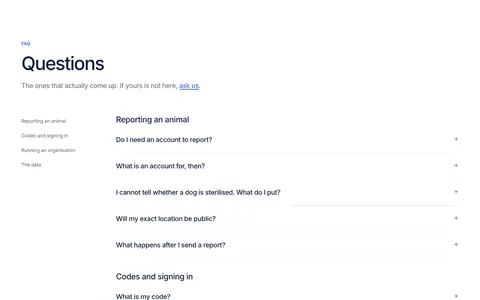 FAQ
Questions
The ones that actually come up. If yours is not here, ask us.
Reporting an animal
Codes and signing in
Running an organisation
The data
Reporting an animal
Do I need an account to report?
+
What is an account for, then?
+
I cannot tell whether a dog is sterilised. What do I put?
+
Will my exact location be public?
+
What happens after I send a report?
+
Codes and signing in
What is my code?
+